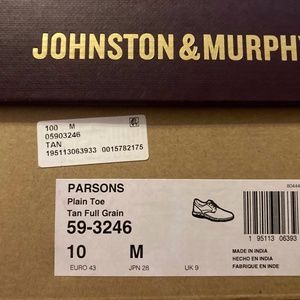 JOHNSTON & MURPHY
100 M
05903246
TAN
195113063933 0015782175
PARSONS
Plain Toe
Tan Full Grain
59-3246
10 M
EURO 43 JPN 28 UK 9
80444
1 95113 06393
MADE IN INDIA
HECHO EN INDIA
FABRIQUE EN INDE